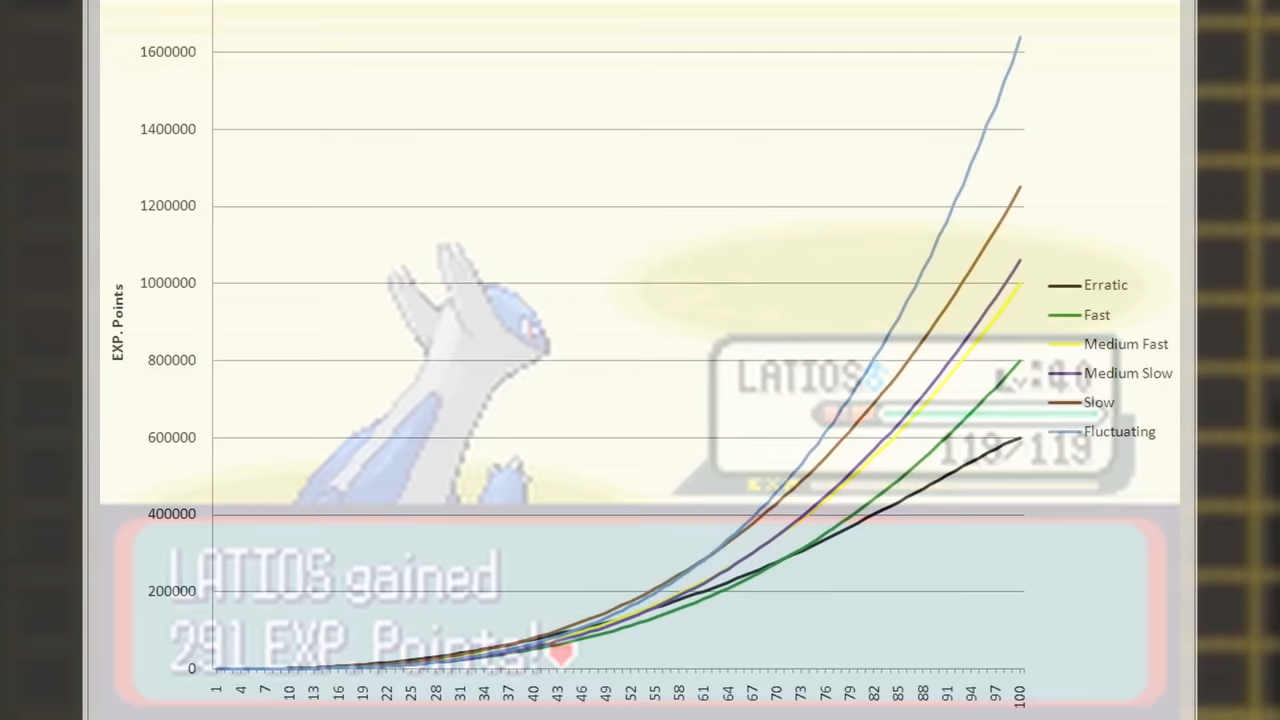 1600000
1400000
1200000
1000000
800000
600000
400000
200000
0
EXP. Points
1 4 7 10 13 16 19 22 25 28 31 34 37 40 43 46 49 52 55 58 61 64 67 70 73 76 79 82 85 88 91 94 97 100
Erratic
Fast
Medium Fast
Medium Slow
Slow
Fluctuating
LATIOS♂ Lv:40
119/119
EXP
LATIOS gained
291 EXP. Points!